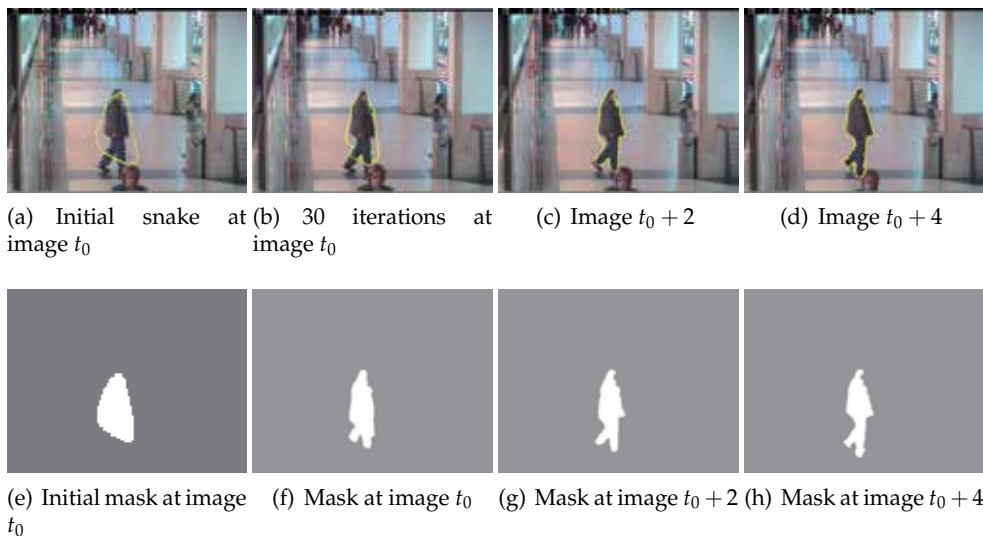 (a) Initial snake at
image t₀
(b) 30 iterations at
image t₀
(c) Image t₀ + 2
(d) Image t₀ + 4
(e) Initial mask at image
t₀
(f) Mask at image t₀
(g) Mask at image t₀ + 2
(h) Mask at image t₀ + 4